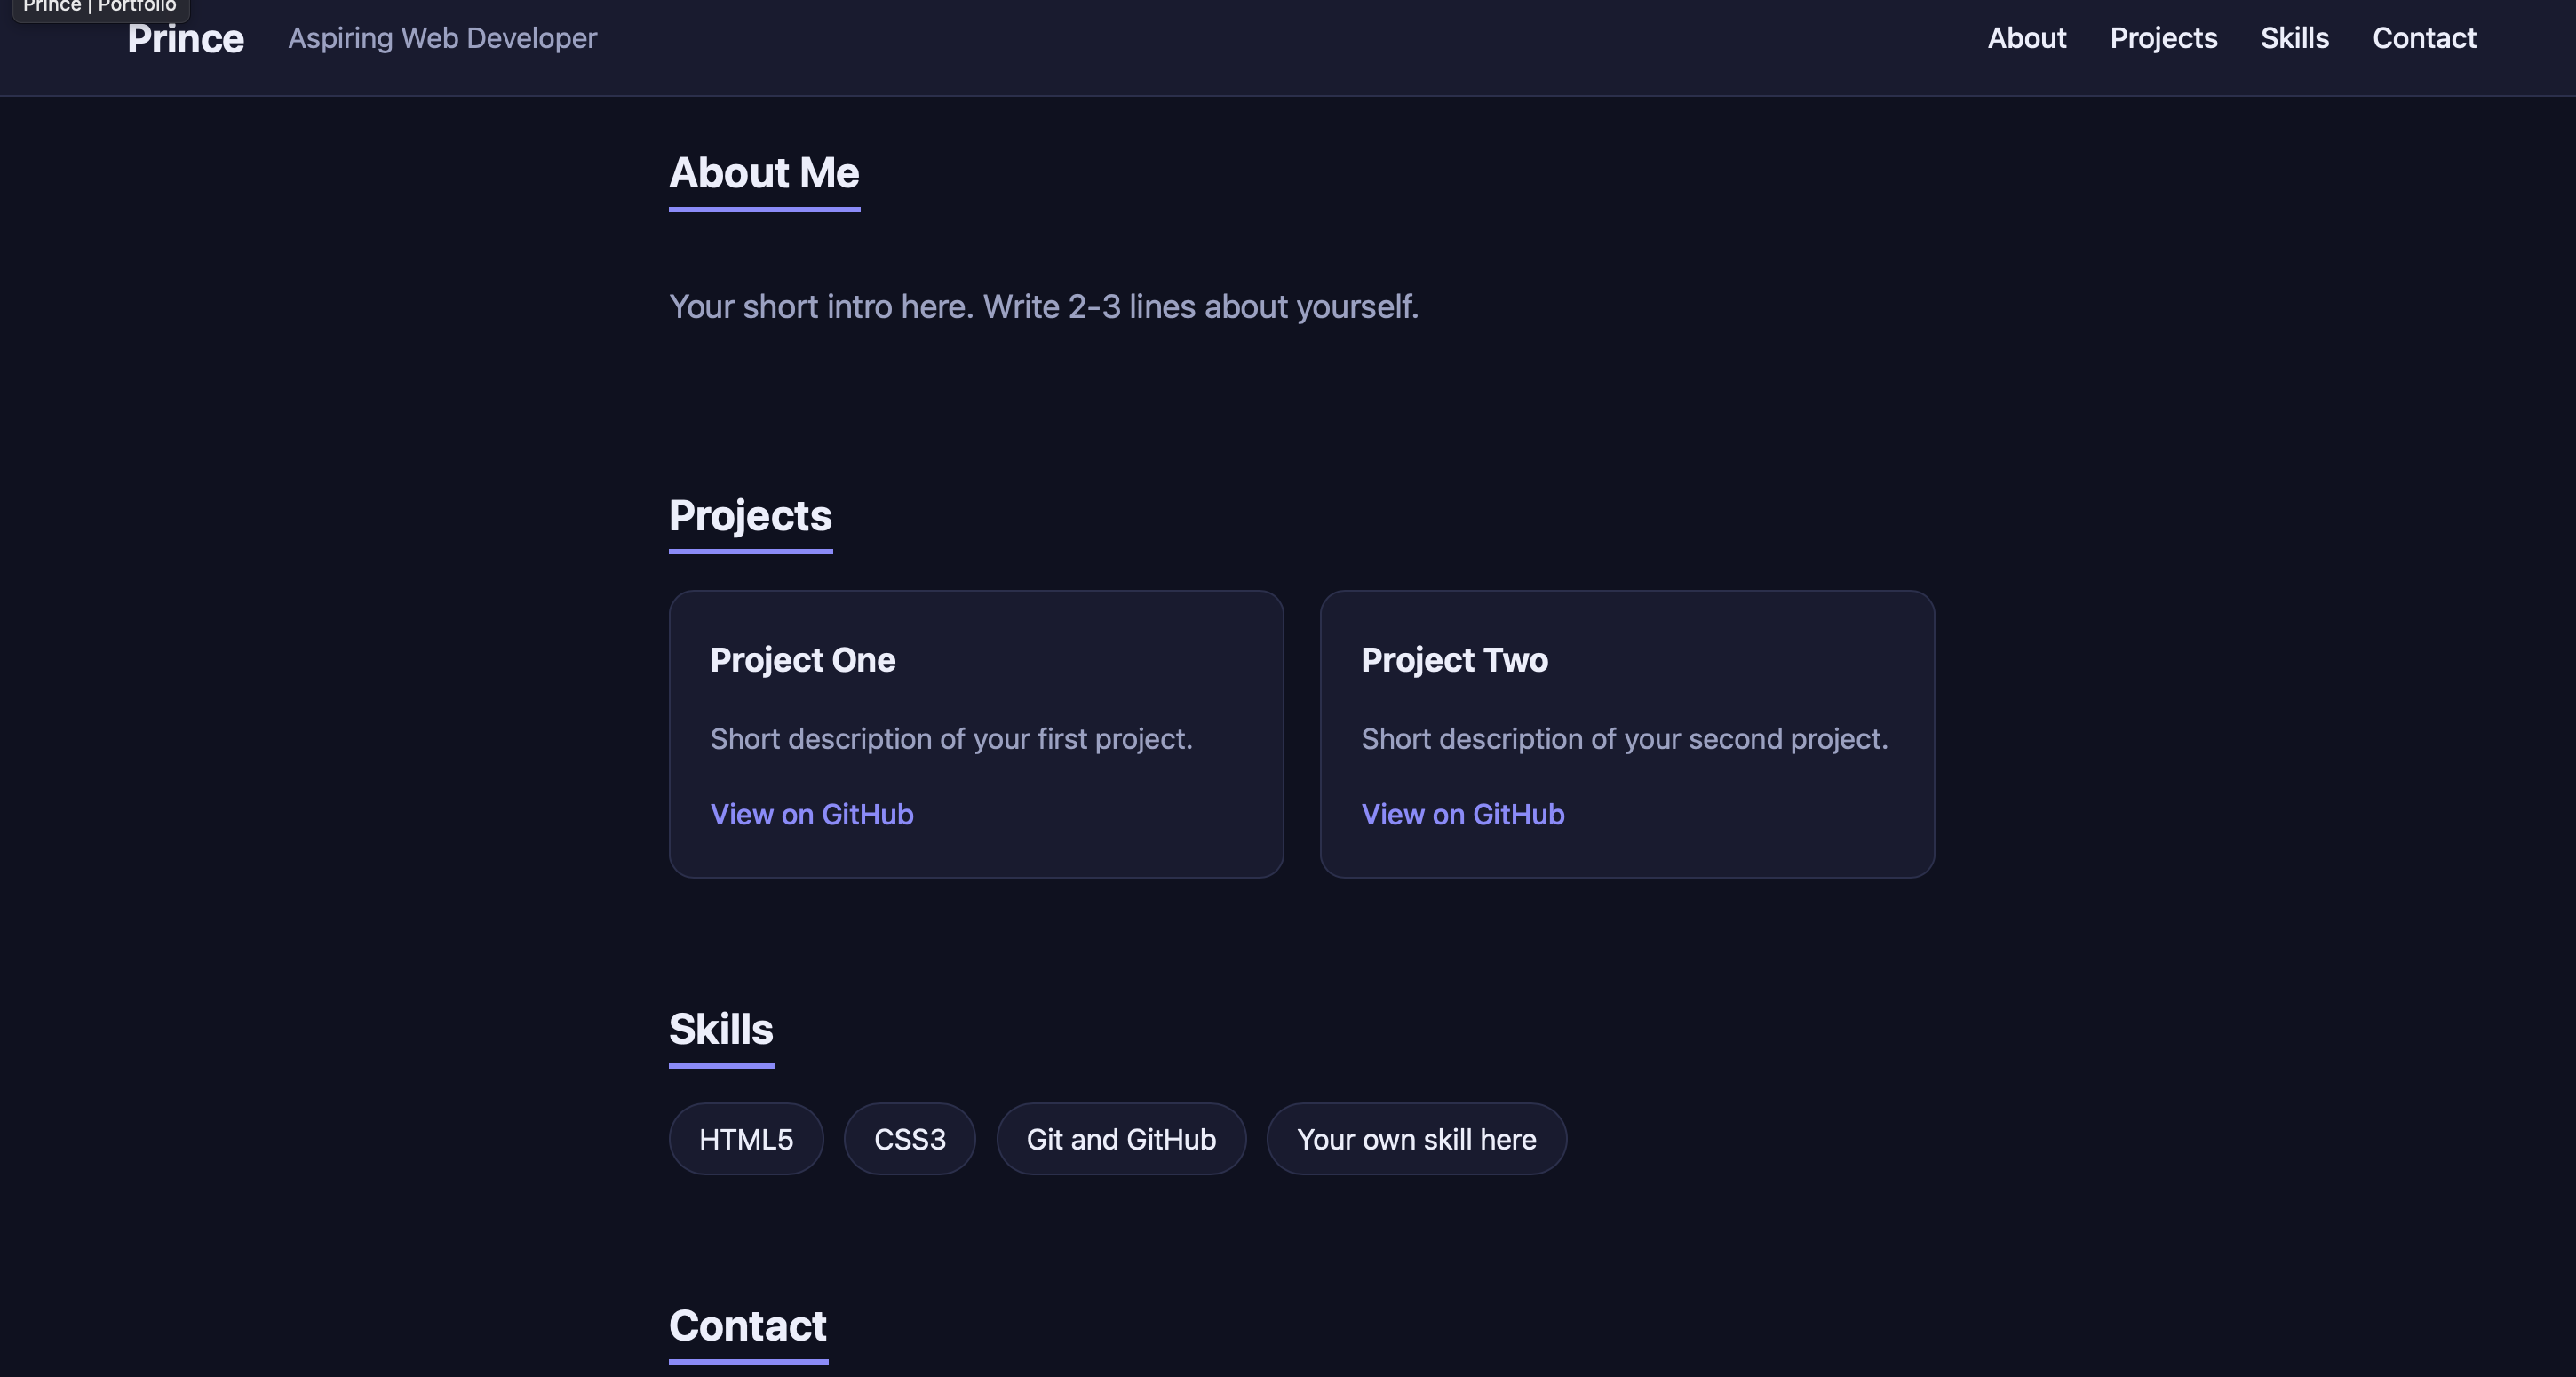 Prince | Portfolio
Prince Aspiring Web Developer About Projects Skills Contact
About Me
Your short intro here. Write 2-3 lines about yourself.
Projects
Project One
Short description of your first project.
View on GitHub
Project Two
Short description of your second project.
View on GitHub
Skills
HTML5 CSS3 Git and GitHub Your own skill here
Contact